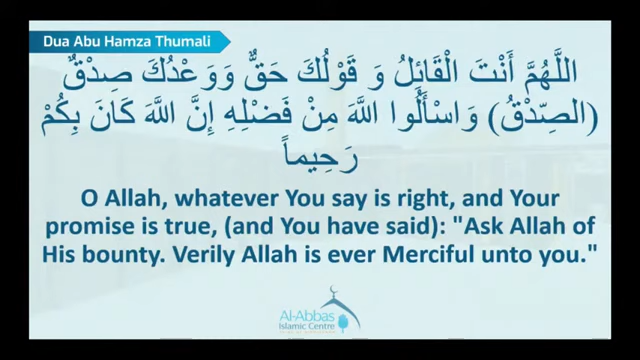 Dua Abu Hamza Thumali
اللَّهُمَّ أَنْتَ الْقَائِلُ وَ قَوْلُكَ حَقٌّ وَوَعْدُكَ صِدْقٌ
(الصِّدْقُ) وَاسْأَلُوا اللَّهَ مِنْ فَضْلِهِ إِنَّ اللَّهَ كَانَ بِكُمْ
رَحِيماً
O Allah, whatever You say is right, and Your
promise is true, (and You have said): "Ask Allah of
His bounty. Verily Allah is ever Merciful unto you."
Al-Abbas
Islamic Centre